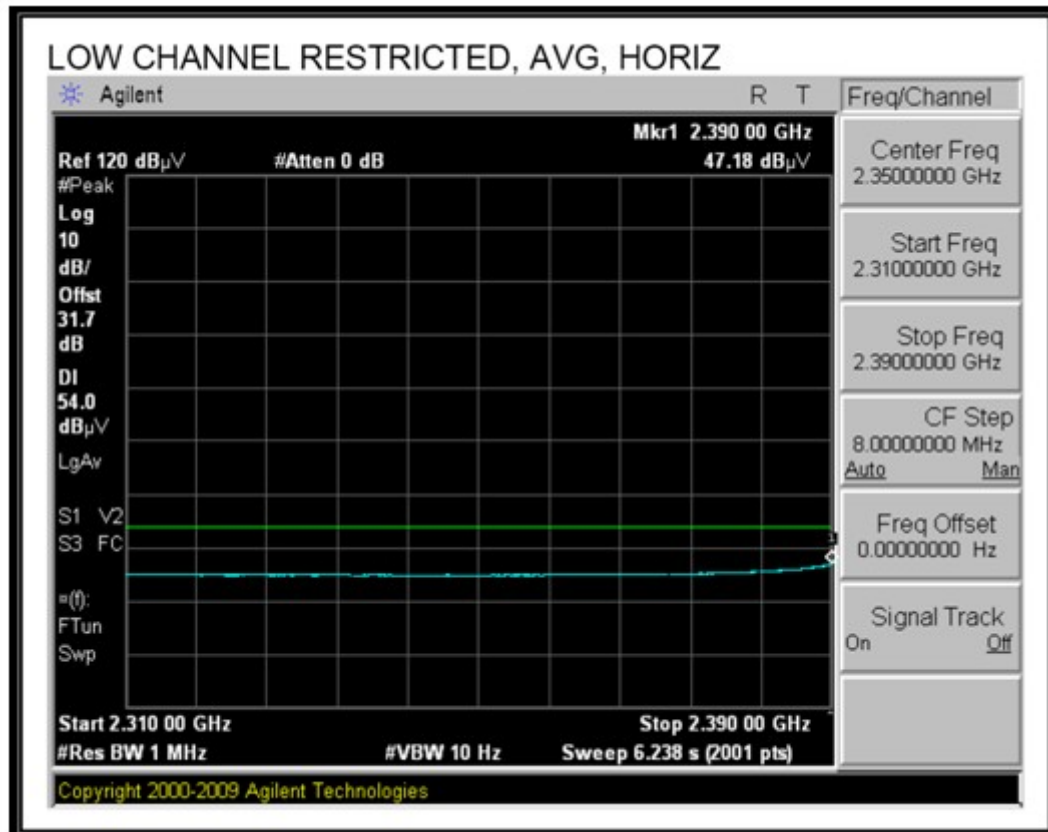 LOW CHANNEL RESTRICTED, AVG, HORIZ
Agilent R T Freq/Channel
Mkr1 2.390 00 GHz
Ref 120 dBµV #Atten 0 dB 47.18 dBµV
#Peak
Log
10
dB/
Offst
31.7
dB
DI
54.0
dBµV
LgAv
S1 V2
S3 FC
1
¤(f):
FTun
Swp
Start 2.310 00 GHz Stop 2.390 00 GHz
#Res BW 1 MHz #VBW 10 Hz Sweep 6.238 s (2001 pts)
Center Freq
2.35000000 GHz
Start Freq
2.31000000 GHz
Stop Freq
2.39000000 GHz
CF Step
8.00000000 MHz
Auto Man
Freq Offset
0.00000000 Hz
Signal Track
On Off
Copyright 2000-2009 Agilent Technologies